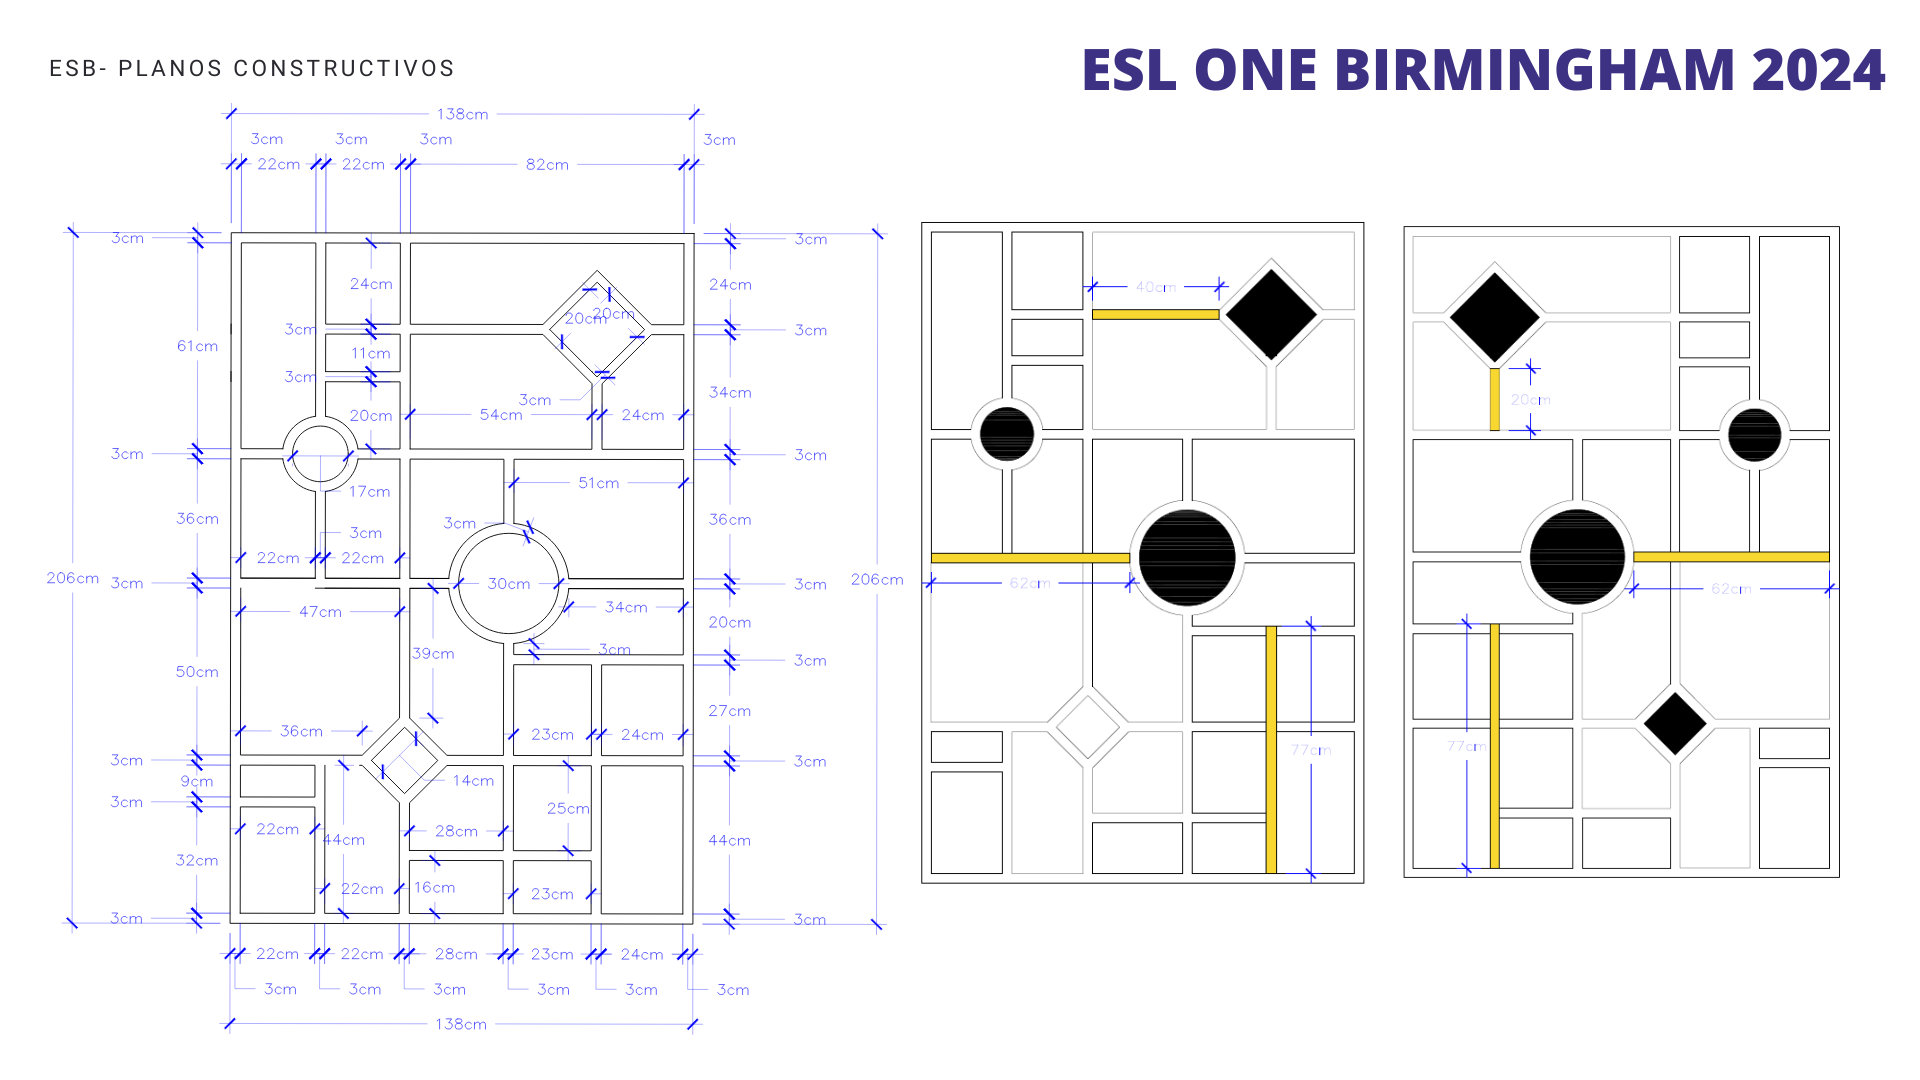 ESB- PLANOS CONSTRUCTIVOS
ESL ONE BIRMINGHAM 2024
138cm
3cm 3cm 3cm 3cm
22cm 22cm 82cm
3cm 3cm
24cm 24cm
20cm 20cm
3cm 3cm
61cm 11cm
3cm
34cm
3cm
20cm 54cm 24cm
3cm 3cm
51cm
17cm
36cm 3cm 36cm
3cm
22cm 22cm
206cm 3cm 30cm 3cm 206cm
47cm 34cm
20cm
39cm 3cm
3cm
50cm
27cm
36cm 23cm 24cm
3cm 3cm
9cm 14cm
3cm 25cm
22cm 44cm 28cm 44cm
32cm
22cm 16cm 23cm
3cm 3cm
22cm 22cm 28cm 23cm 24cm
3cm 3cm 3cm 3cm 3cm 3cm
138cm
40cm
62cm
77cm
20cm
62cm
77cm